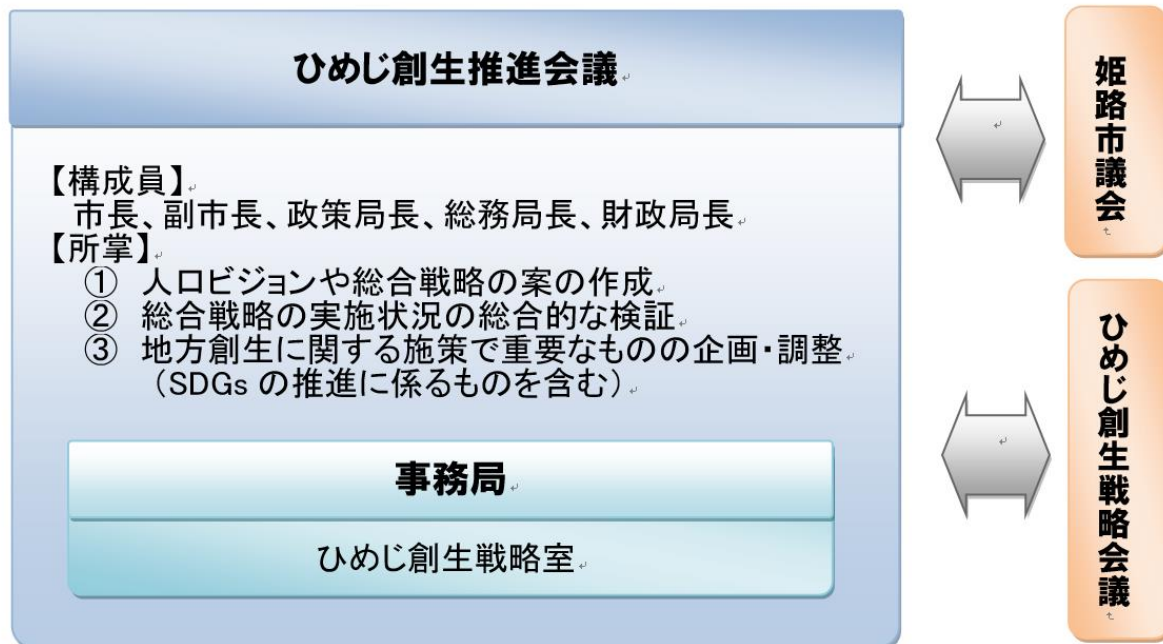 ひめじ創生推進会議
【構成員】
市長、副市長、政策局長、総務局長、財政局長
【所掌】
① 人口ビジョンや総合戦略の案の作成
② 総合戦略の実施状況の総合的な検証
③ 地方創生に関する施策で重要なものの企画・調整
（SDGs の推進に係るものを含む）
事務局
ひめじ創生戦略室
姫路市議会
ひめじ創生戦略会議